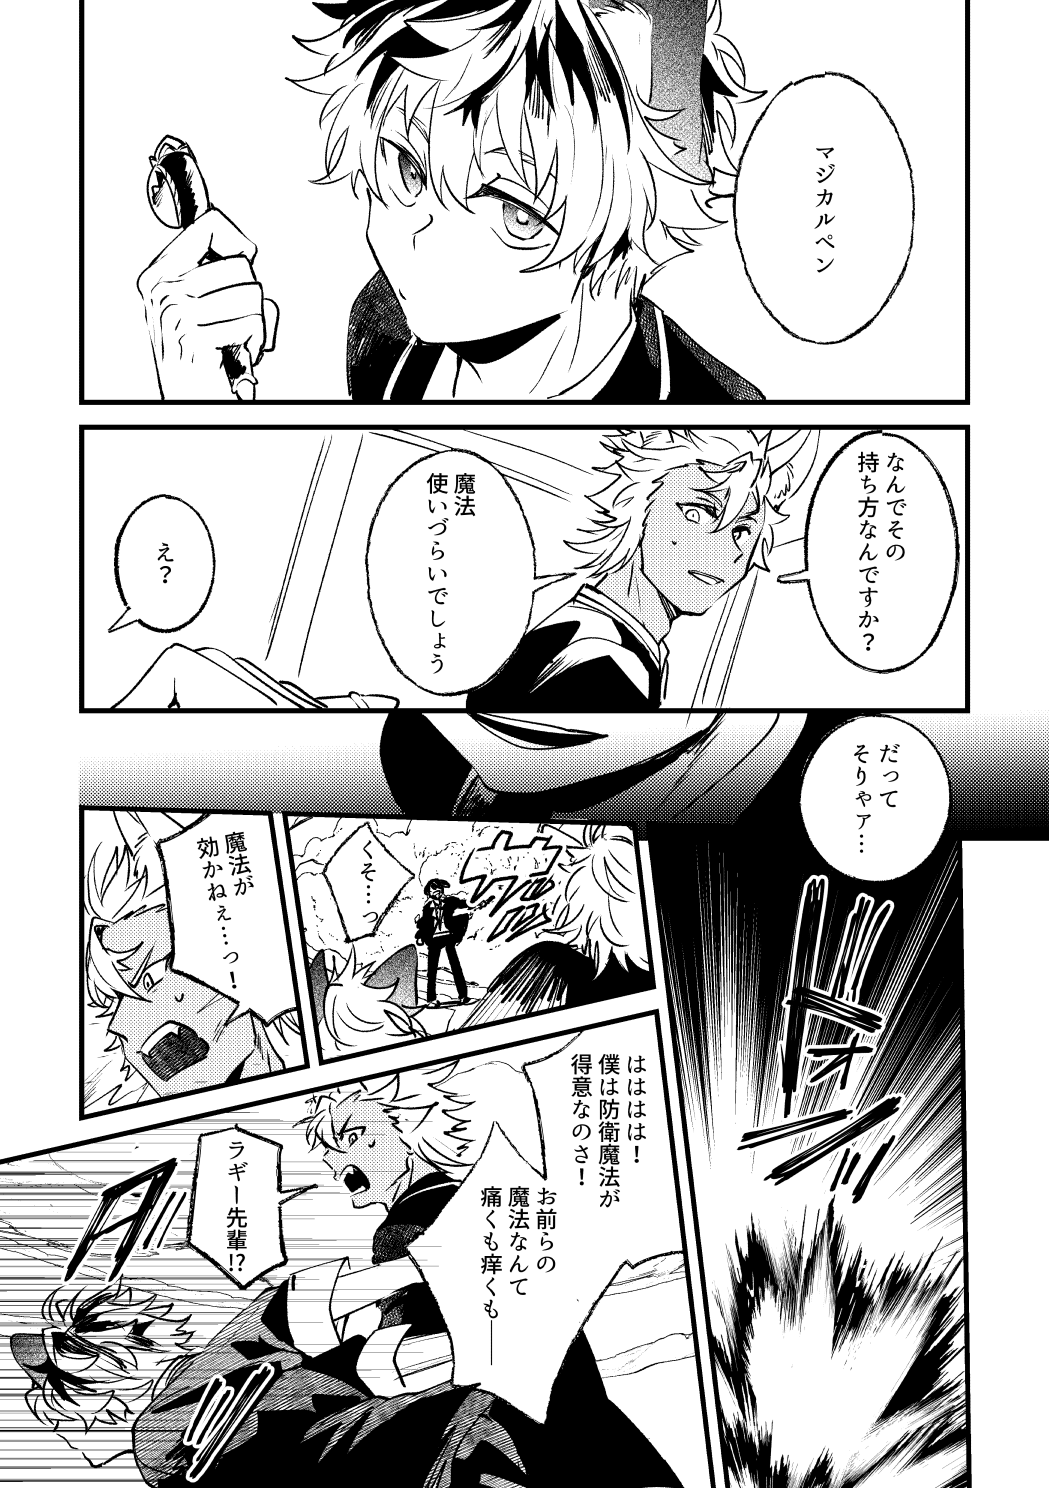 マジカルペン
なんでその
持ち方なんですか？
魔法
使いづらいでしょう
え？
だって
そりゃァ…
ドォン
くそ…っ
魔法が
効かねぇ…っ！
ははは！
僕は防衛魔法が
得意なのさ！
お前らの
魔法なんて
痛くも痒くも――
ラギー先輩⁉